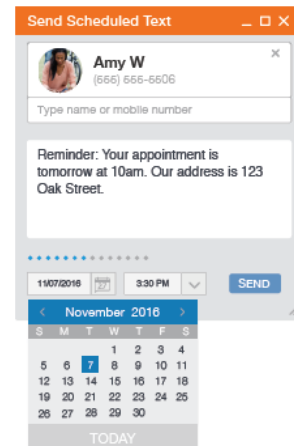 Send Scheduled Text
Amy W
(555) 555-5506
Type name or mobile number
Reminder: Your appointment is
tomorrow at 10am. Our address is 123
Oak Street.
11/07/2016 27 3:30 PM SEND
November 2016
S M T W T F S
1 2 3 4
5 6 7 8 9 10 11
12 13 14 15 16 17 18
19 20 21 22 23 24 25
26 27 28 29 30
TODAY